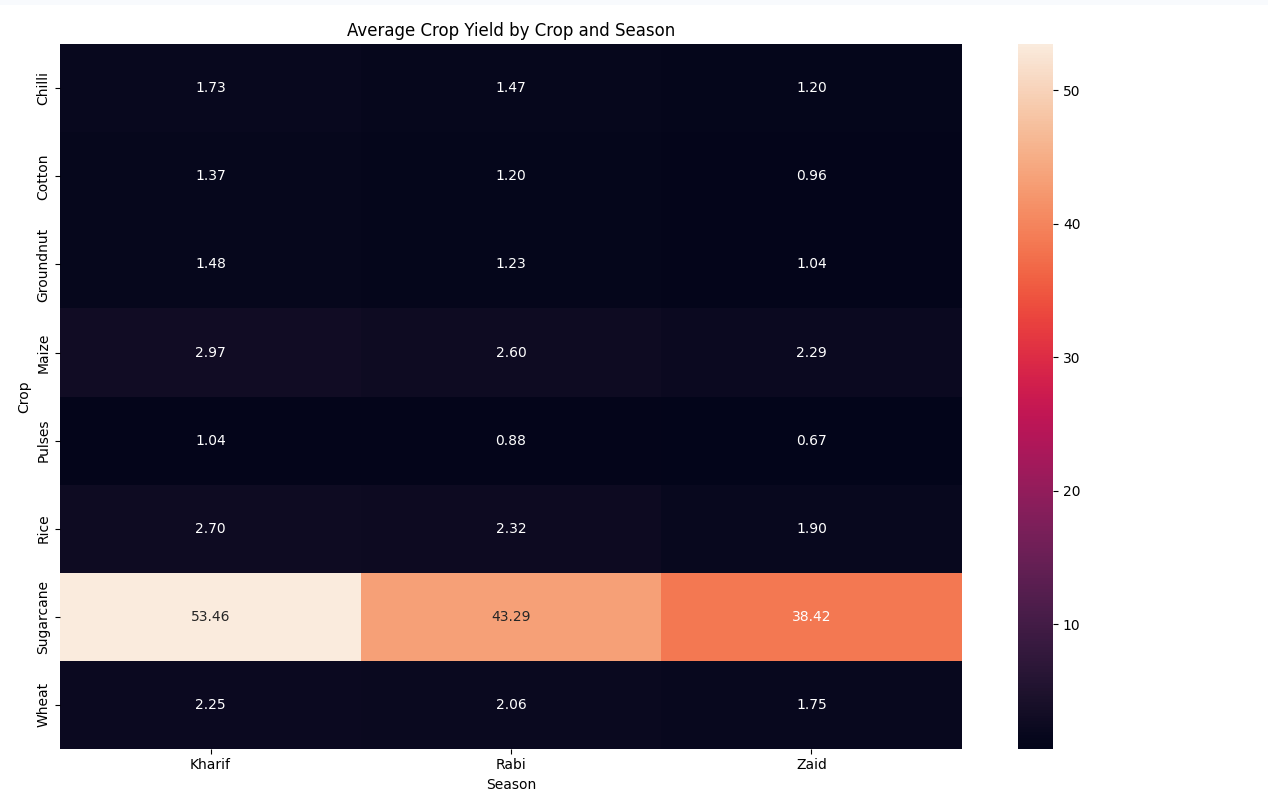 Average Crop Yield by Crop and Season
Crop
Chilli 1.73 1.47 1.20
Cotton 1.37 1.20 0.96
Groundnut 1.48 1.23 1.04
Maize 2.97 2.60 2.29
Pulses 1.04 0.88 0.67
Rice 2.70 2.32 1.90
Sugarcane 53.46 43.29 38.42
Wheat 2.25 2.06 1.75
Kharif Rabi Zaid
Season
50
40
30
20
10